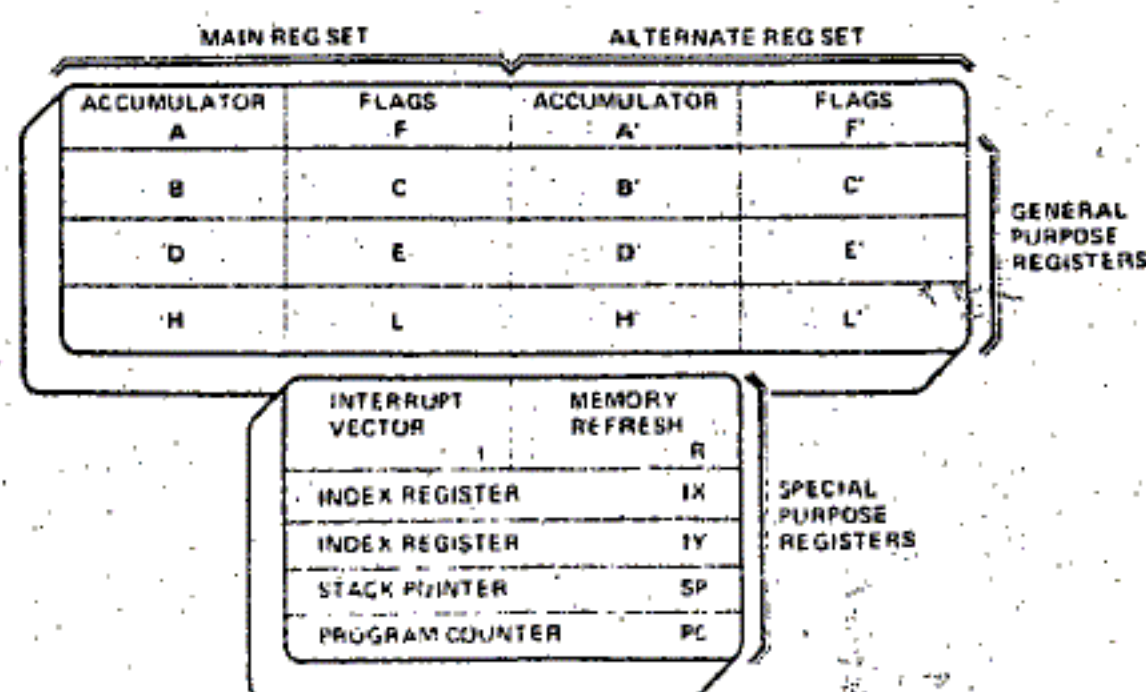 MAIN REG SET ALTERNATE REG SET
ACCUMULATOR FLAGS ACCUMULATOR FLAGS
A F A' F'
B C B' C'
GENERAL
PURPOSE
REGISTERS
D E D' E'
H L H' L'
INTERRUPT MEMORY
VECTOR REFRESH
I R
INDEX REGISTER IX
INDEX REGISTER IY
STACK POINTER SP
PROGRAM COUNTER PC
SPECIAL
PURPOSE
REGISTERS